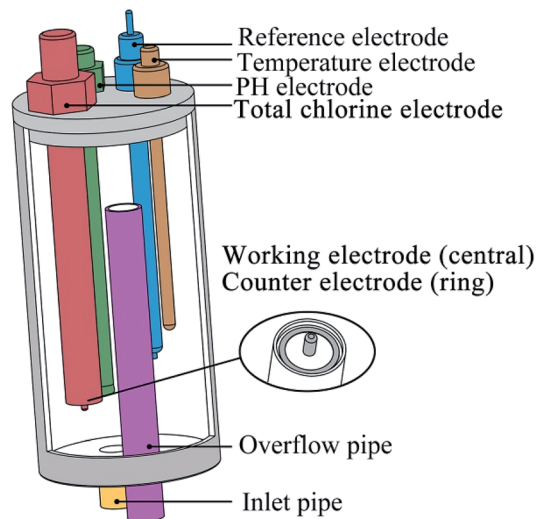 Reference electrode
Temperature electrode
PH electrode
Total chlorine electrode
Working electrode (central)
Counter electrode (ring)
Overflow pipe
Inlet pipe